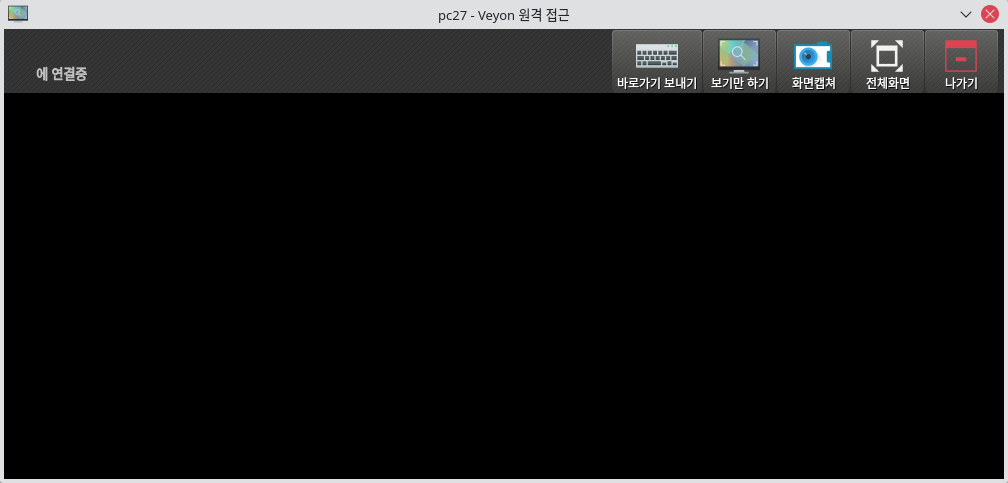 pc27 - Veyon 원격 접근
에 연결중
바로가기 보내기
보기만 하기
화면캡쳐
전체화면
나가기